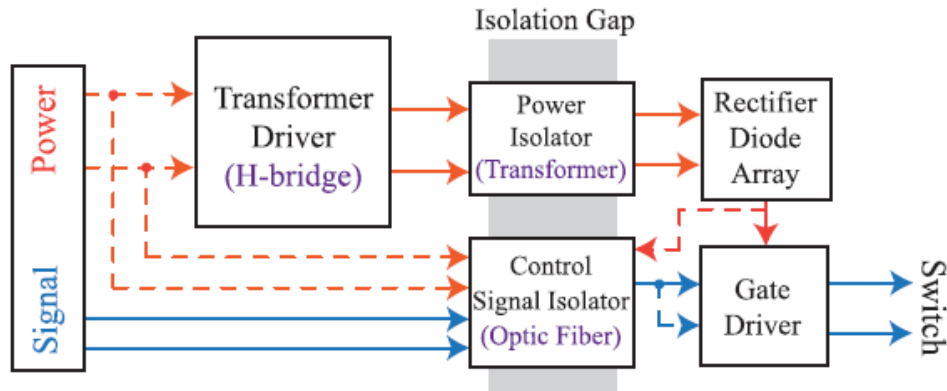 Isolation Gap
Power
Signal
Transformer
Driver
(H-bridge)
Power
Isolator
(Transformer)
Rectifier
Diode
Array
Control
Signal Isolator
(Optic Fiber)
Gate
Driver
Switch